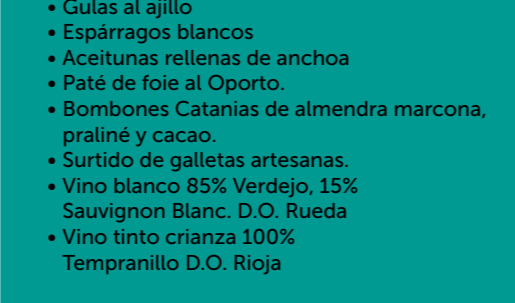 • Gulas al ajillo
• Espárragos blancos
• Aceitunas rellenas de anchoa
• Paté de foie al Oporto.
• Bombones Catanias de almendra marcona,
praliné y cacao.
• Surtido de galletas artesanas.
• Vino blanco 85% Verdejo, 15%
Sauvignon Blanc. D.O. Rueda
• Vino tinto crianza 100%
Tempranillo D.O. Rioja